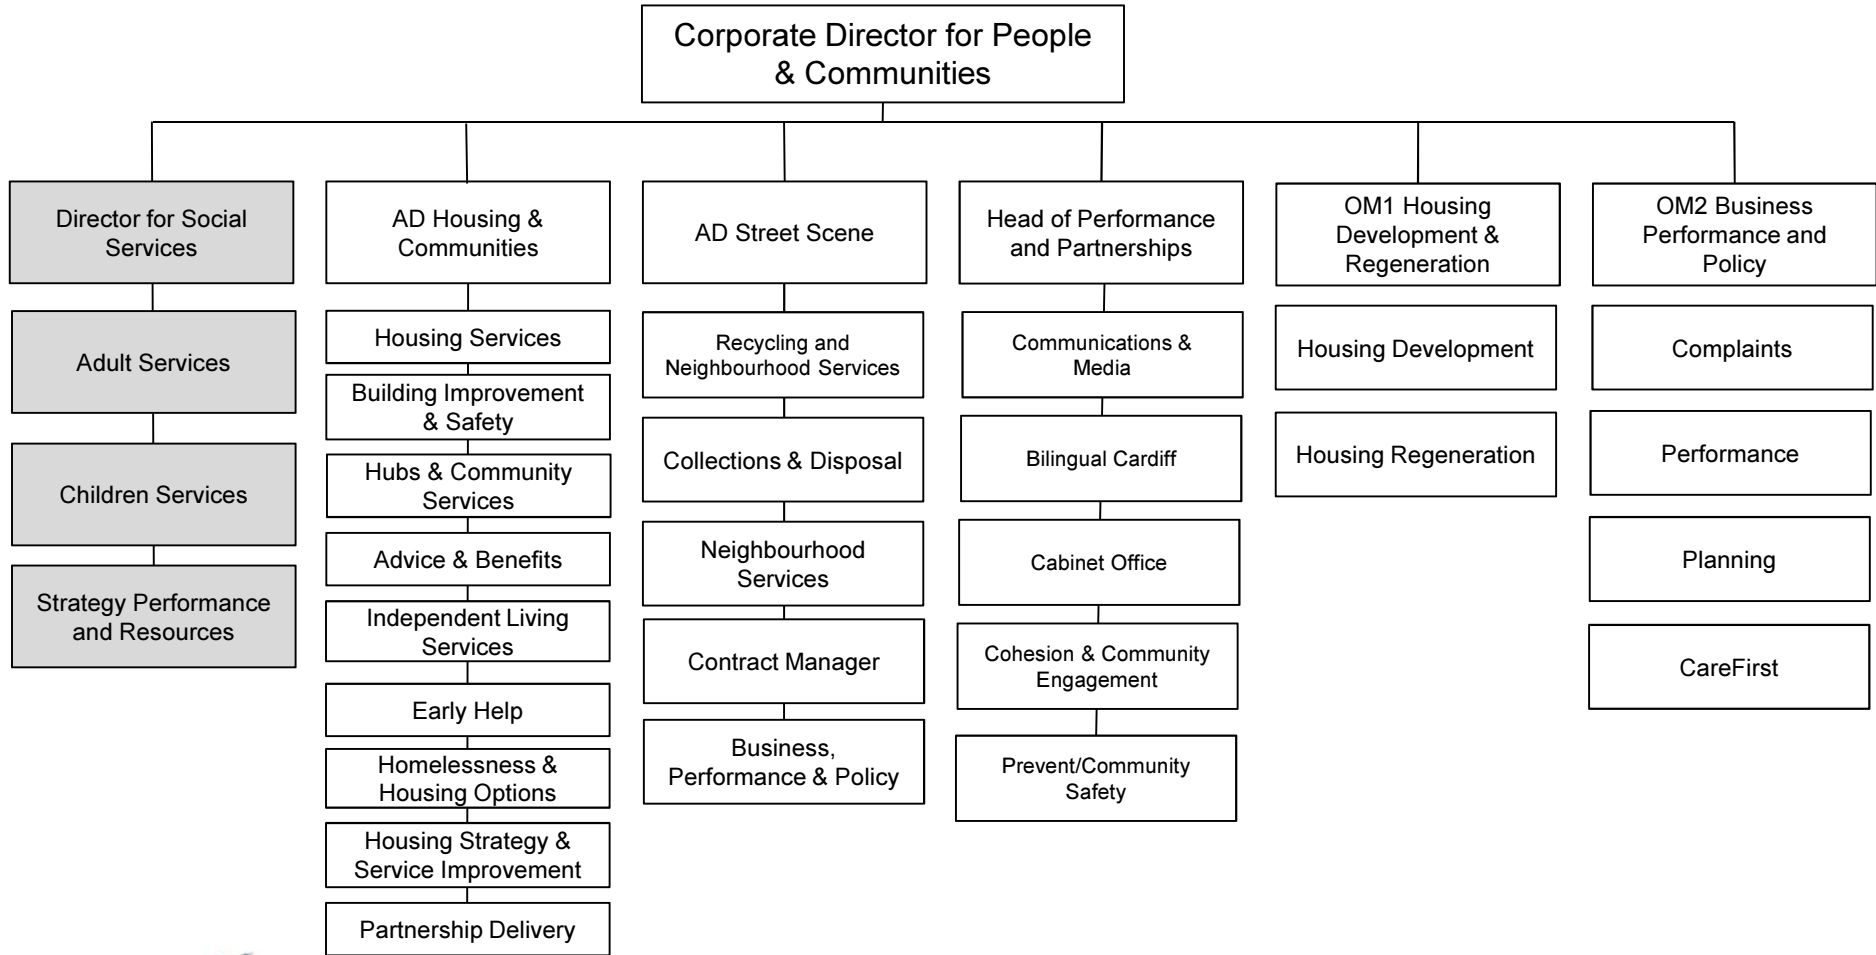 Corporate Director for People
& Communities
Director for Social
Services
Adult Services
Children Services
Strategy Performance
and Resources
AD Housing &
Communities
Housing Services
Building Improvement
& Safety
Hubs & Community
Services
Advice & Benefits
Independent Living
Services
Early Help
Homelessness &
Housing Options
Housing Strategy &
Service Improvement
Partnership Delivery
AD Street Scene
Recycling and
Neighbourhood Services
Collections & Disposal
Neighbourhood
Services
Contract Manager
Business,
Performance & Policy
Head of Performance
and Partnerships
Communications &
Media
Bilingual Cardiff
Cabinet Office
Cohesion & Community
Engagement
Prevent/Community
Safety
OM1 Housing
Development &
Regeneration
Housing Development
Housing Regeneration
OM2 Business
Performance and
Policy
Complaints
Performance
Planning
CareFirst